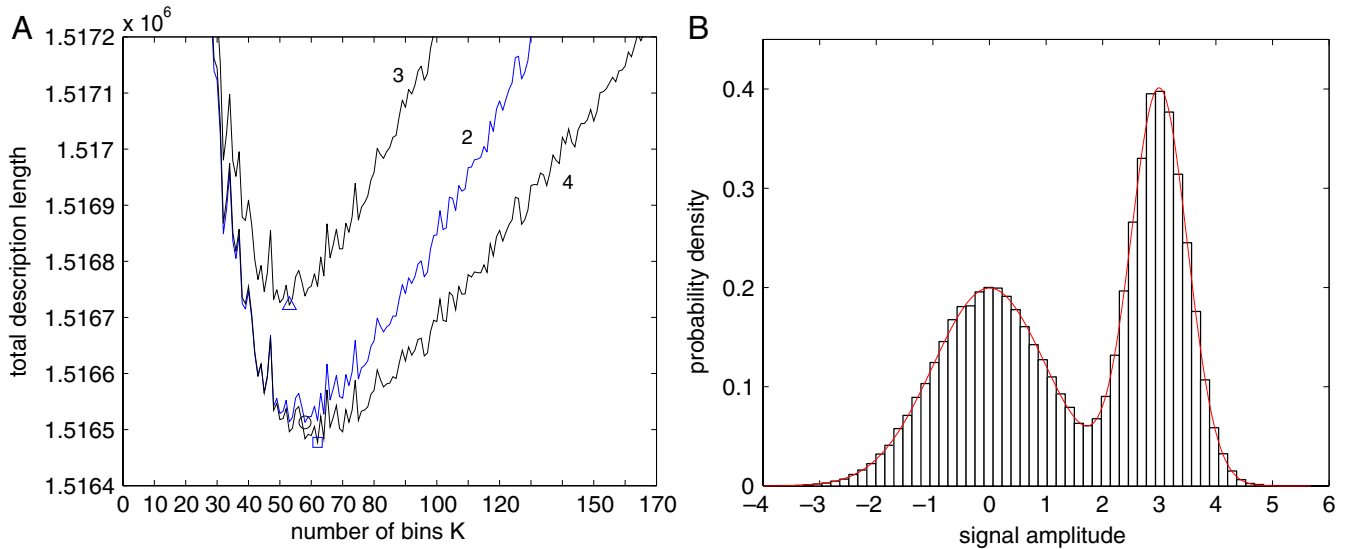 A
x 10^6
1.5172
1.5171
1.517
1.5169
1.5168
1.5167
1.5166
1.5165
1.5164
total description length
3
2
4
0 10 20 30 40 50 60 70 80 100 120 140 170
number of bins K
B
0.4
0.3
0.2
0.1
0
probability density
−4 −3 −2 −1 0 1 2 3 4 5 6
signal amplitude